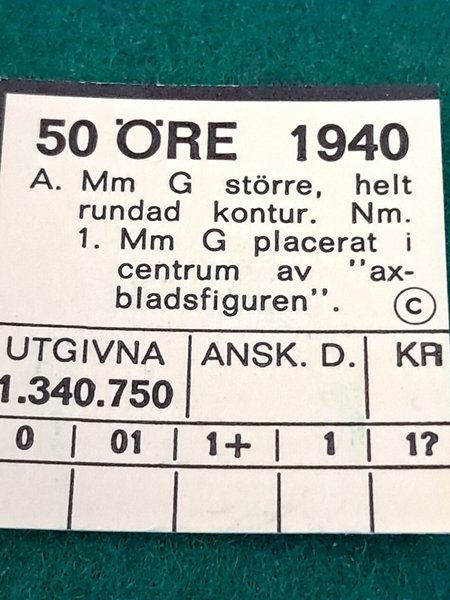 50 ÖRE 1940
A. Mm G större, helt
rundad kontur. Nm.
1. Mm G placerat i
centrum av "ax-
bladsfiguren". ©
UTGIVNA | ANSK. D. | KR
1.340.750
0 | 01 | 1+ | 1 | 1?